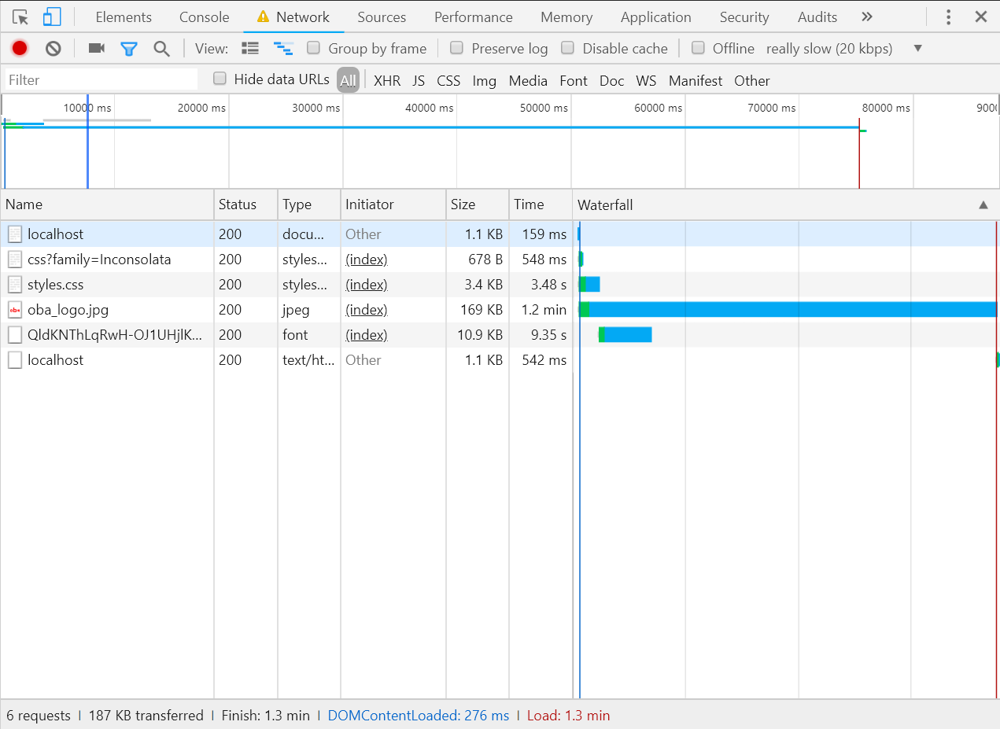 Elements Console Network Sources Performance Memory Application Security Audits »
View: Group by frame Preserve log Disable cache Offline really slow (20 kbps) ▼
Filter Hide data URLs All XHR JS CSS Img Media Font Doc WS Manifest Other
10000 ms 20000 ms 30000 ms 40000 ms 50000 ms 60000 ms 70000 ms 80000 ms 9000
Name Status Type Initiator Size Time Waterfall ▲
localhost 200 docu... Other 1.1 KB 159 ms
css?family=Inconsolata 200 styles... (index) 678 B 548 ms
styles.css 200 styles... (index) 3.4 KB 3.48 s
oba oba_logo.jpg 200 jpeg (index) 169 KB 1.2 min
QldKNThLqRwH-OJ1UHjlK... 200 font (index) 10.9 KB 9.35 s
localhost 200 text/ht... Other 1.1 KB 542 ms
6 requests | 187 KB transferred | Finish: 1.3 min | DOMContentLoaded: 276 ms | Load: 1.3 min